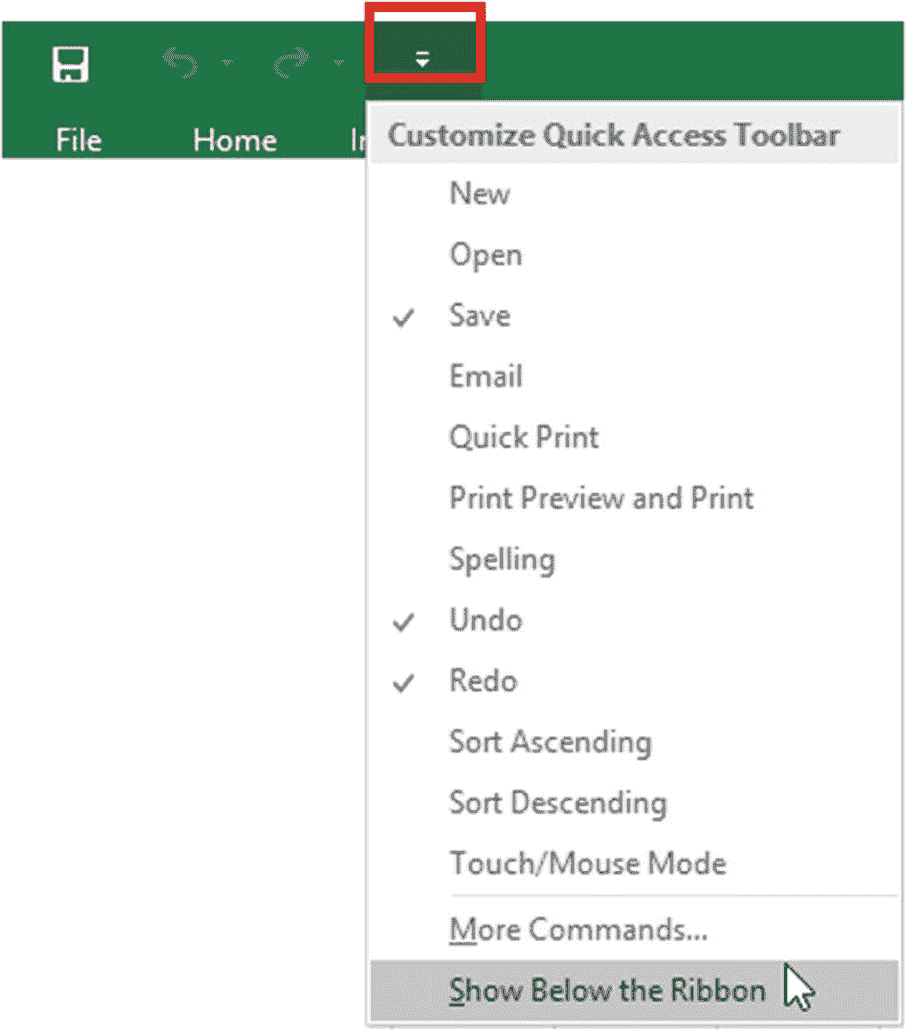 File Home
Customize Quick Access Toolbar
New
Open
Save
Email
Quick Print
Print Preview and Print
Spelling
Undo
Redo
Sort Ascending
Sort Descending
Touch/Mouse Mode
More Commands...
Show Below the Ribbon